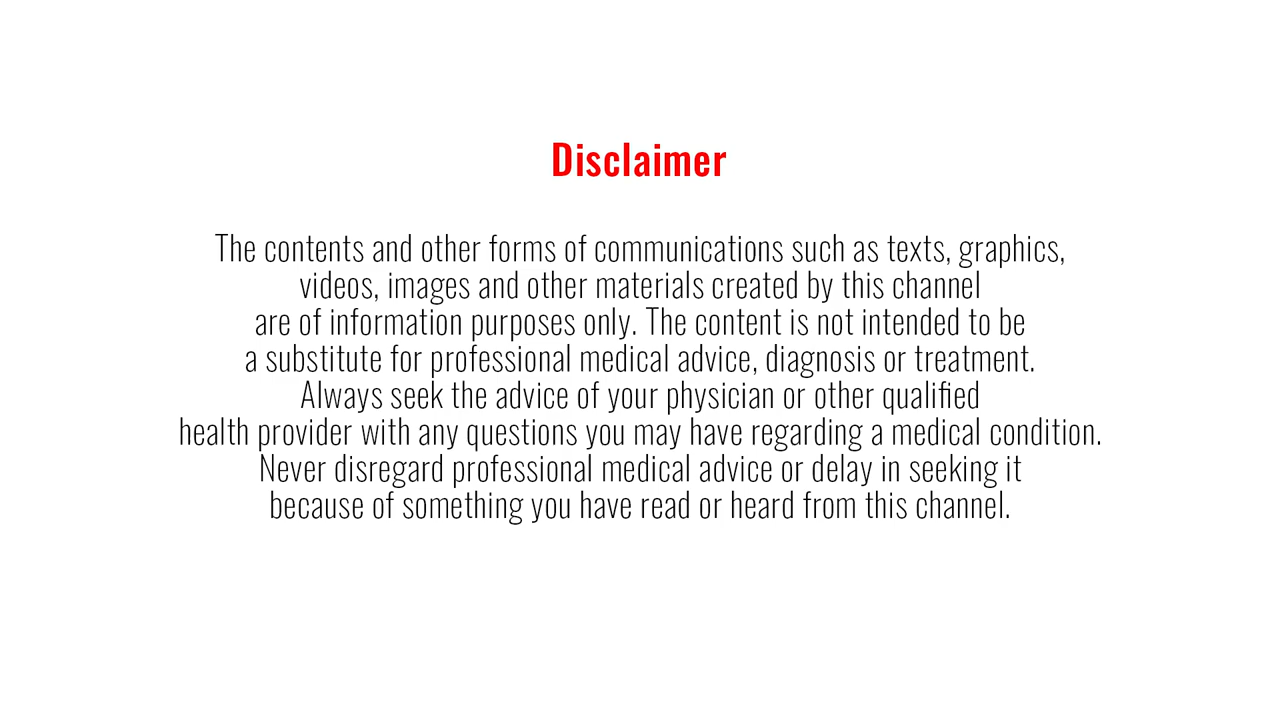 Disclaimer
The contents and other forms of communications such as texts, graphics,
videos, images and other materials created by this channel
are of information purposes only. The content is not intended to be
a substitute for professional medical advice, diagnosis or treatment.
Always seek the advice of your physician or other qualified
health provider with any questions you may have regarding a medical condition.
Never disregard professional medical advice or delay in seeking it
because of something you have read or heard from this channel.